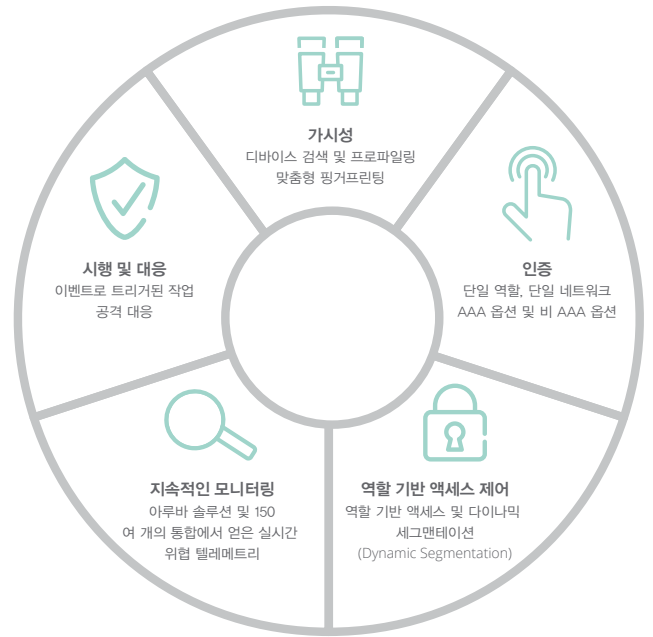 가시성
디바이스 검색 및 프로파일링
맞춤형 핑거프린팅
인증
단일 역할, 단일 네트워크
AAA 옵션 및 비 AAA 옵션
역할 기반 액세스 제어
역할 기반 액세스 및 다이나믹
세그맨테이션
(Dynamic Segmentation)
지속적인 모니터링
아루바 솔루션 및 150
여 개의 통합에서 얻은 실시간
위협 텔레메트리
시행 및 대응
이벤트로 트리거된 작업
공격 대응